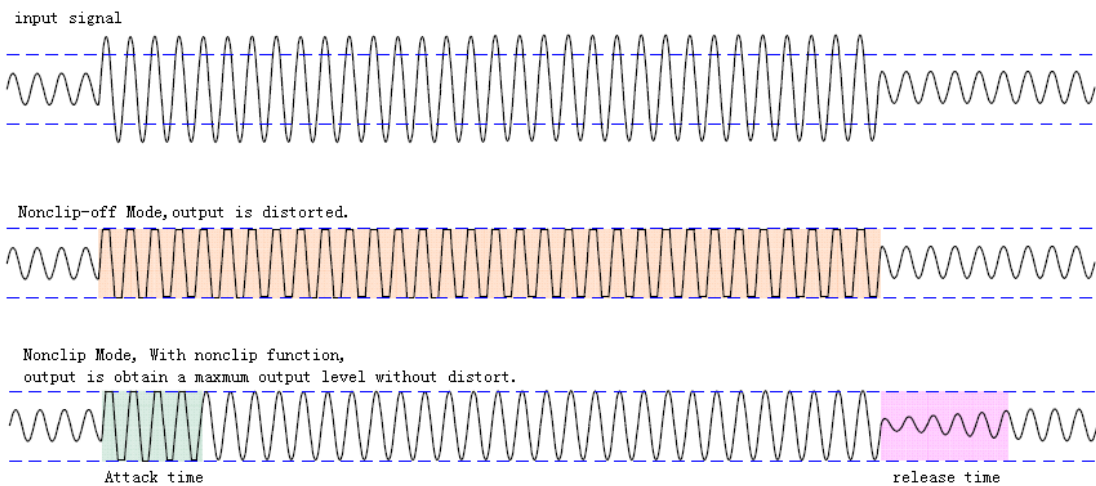 input signal
Nonclip-off Mode, output is distorted.
Nonclip Mode, With nonclip function,
output is obtain a maxmum output level without distort.
Attack time
release time